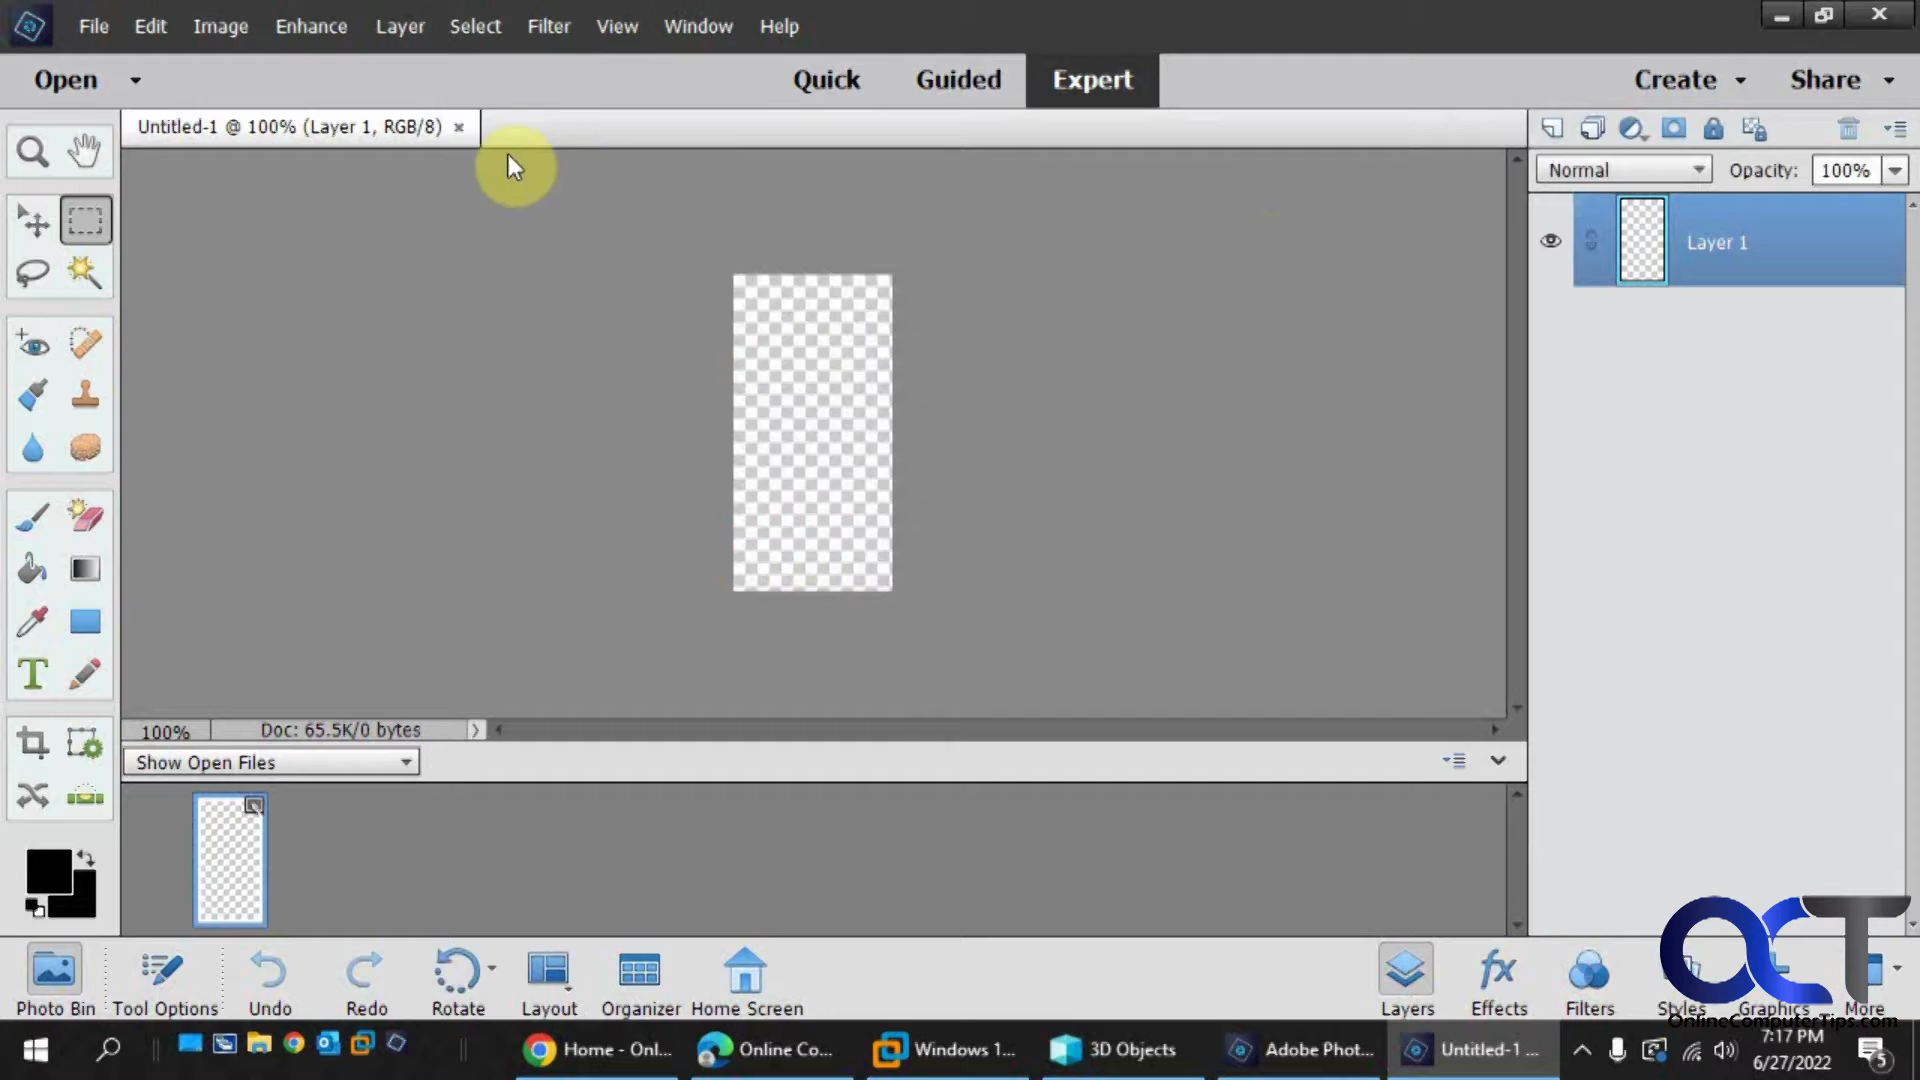 File Edit Image Enhance Layer Select Filter View Window Help
Open Quick Guided Expert Create Share
Untitled-1 @ 100% (Layer 1, RGB/8) ×
Normal Opacity: 100%
Layer 1
100% Doc: 65.5K/0 bytes
Show Open Files
Photo Bin Tool Options Undo Redo Rotate Layout Organizer Home Screen Layers Effects Filters Styles Graphics More
OCT
OnlineComputerTips.com
Home - Onl... Online Co... Windows 1... 3D Objects Adobe Phot... Untitled-1 ...
7:17 PM
6/27/2022
5